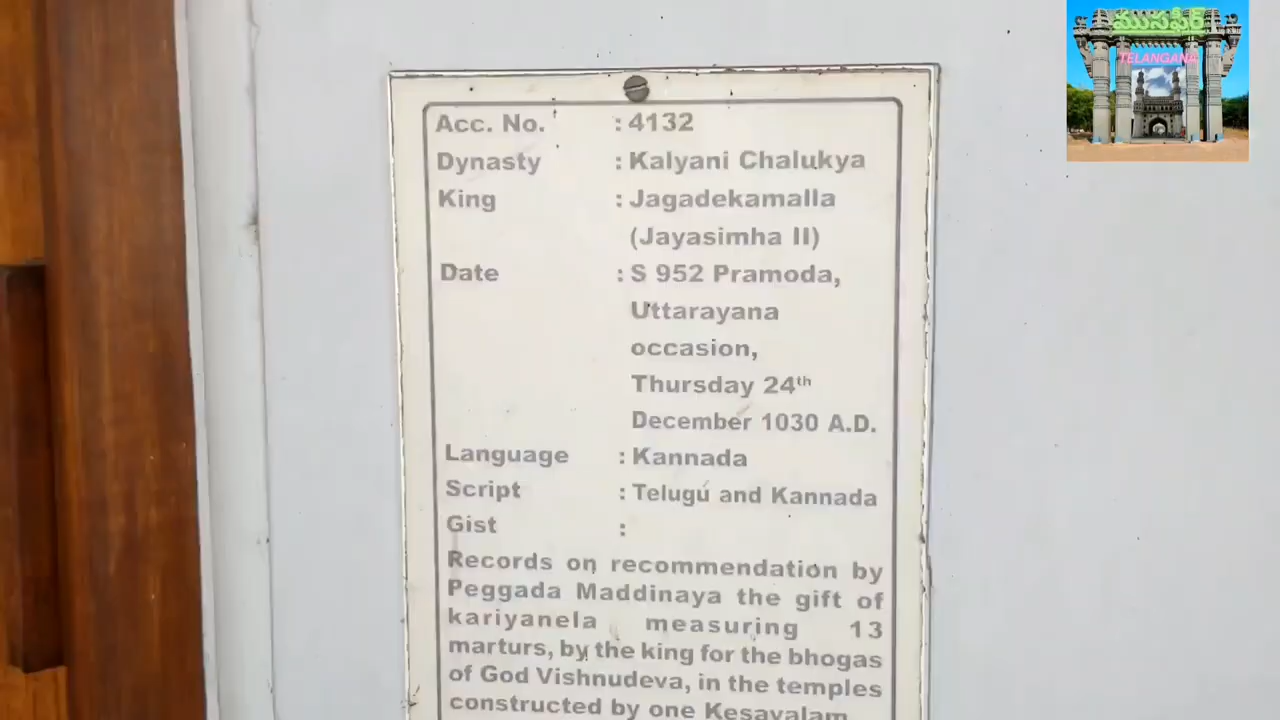 ముసఫిర్
TELANGANA
Acc. No. : 4132
Dynasty : Kalyani Chalukya
King : Jagadekamalla
(Jayasimha II)
Date : S 952 Pramoda,
Uttarayana
occasion,
Thursday 24th
December 1030 A.D.
Language : Kannada
Script : Telugu and Kannada
Gist :
Records on recommendation by
Peggada Maddinaya the gift of
kariyanela measuring 13
marturs, by the king for the bhogas
of God Vishnudeva, in the temples
constructed by one Kesavalam